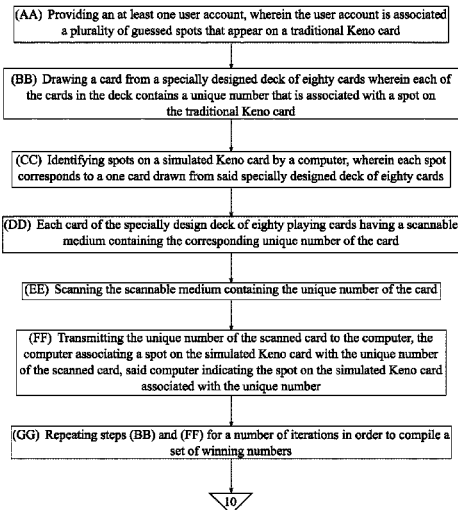 (AA) Providing an at least one user account, wherein the user account is associated
a plurality of guessed spots that appear on a traditional Keno card
(BB) Drawing a card from a specially designed deck of eighty cards wherein each of
the cards in the deck contains a unique number that is associated with a spot on
the traditional Keno card
(CC) Identifying spots on a simulated Keno card by a computer, wherein each spot
corresponds to a one card drawn from said specially designed deck of eighty cards
(DD) Each card of the specially design deck of eighty playing cards having a scannable
medium containing the corresponding unique number of the card
(EE) Scanning the scannable medium containing the unique number of the card
(FF) Transmitting the unique number of the scanned card to the computer, the
computer associating a spot on the simulated Keno card with the unique number
of the scanned card, said computer indicating the spot on the simulated Keno card
associated with the unique number
(GG) Repeating steps (BB) and (FF) for a number of iterations in order to compile a
set of winning numbers
10